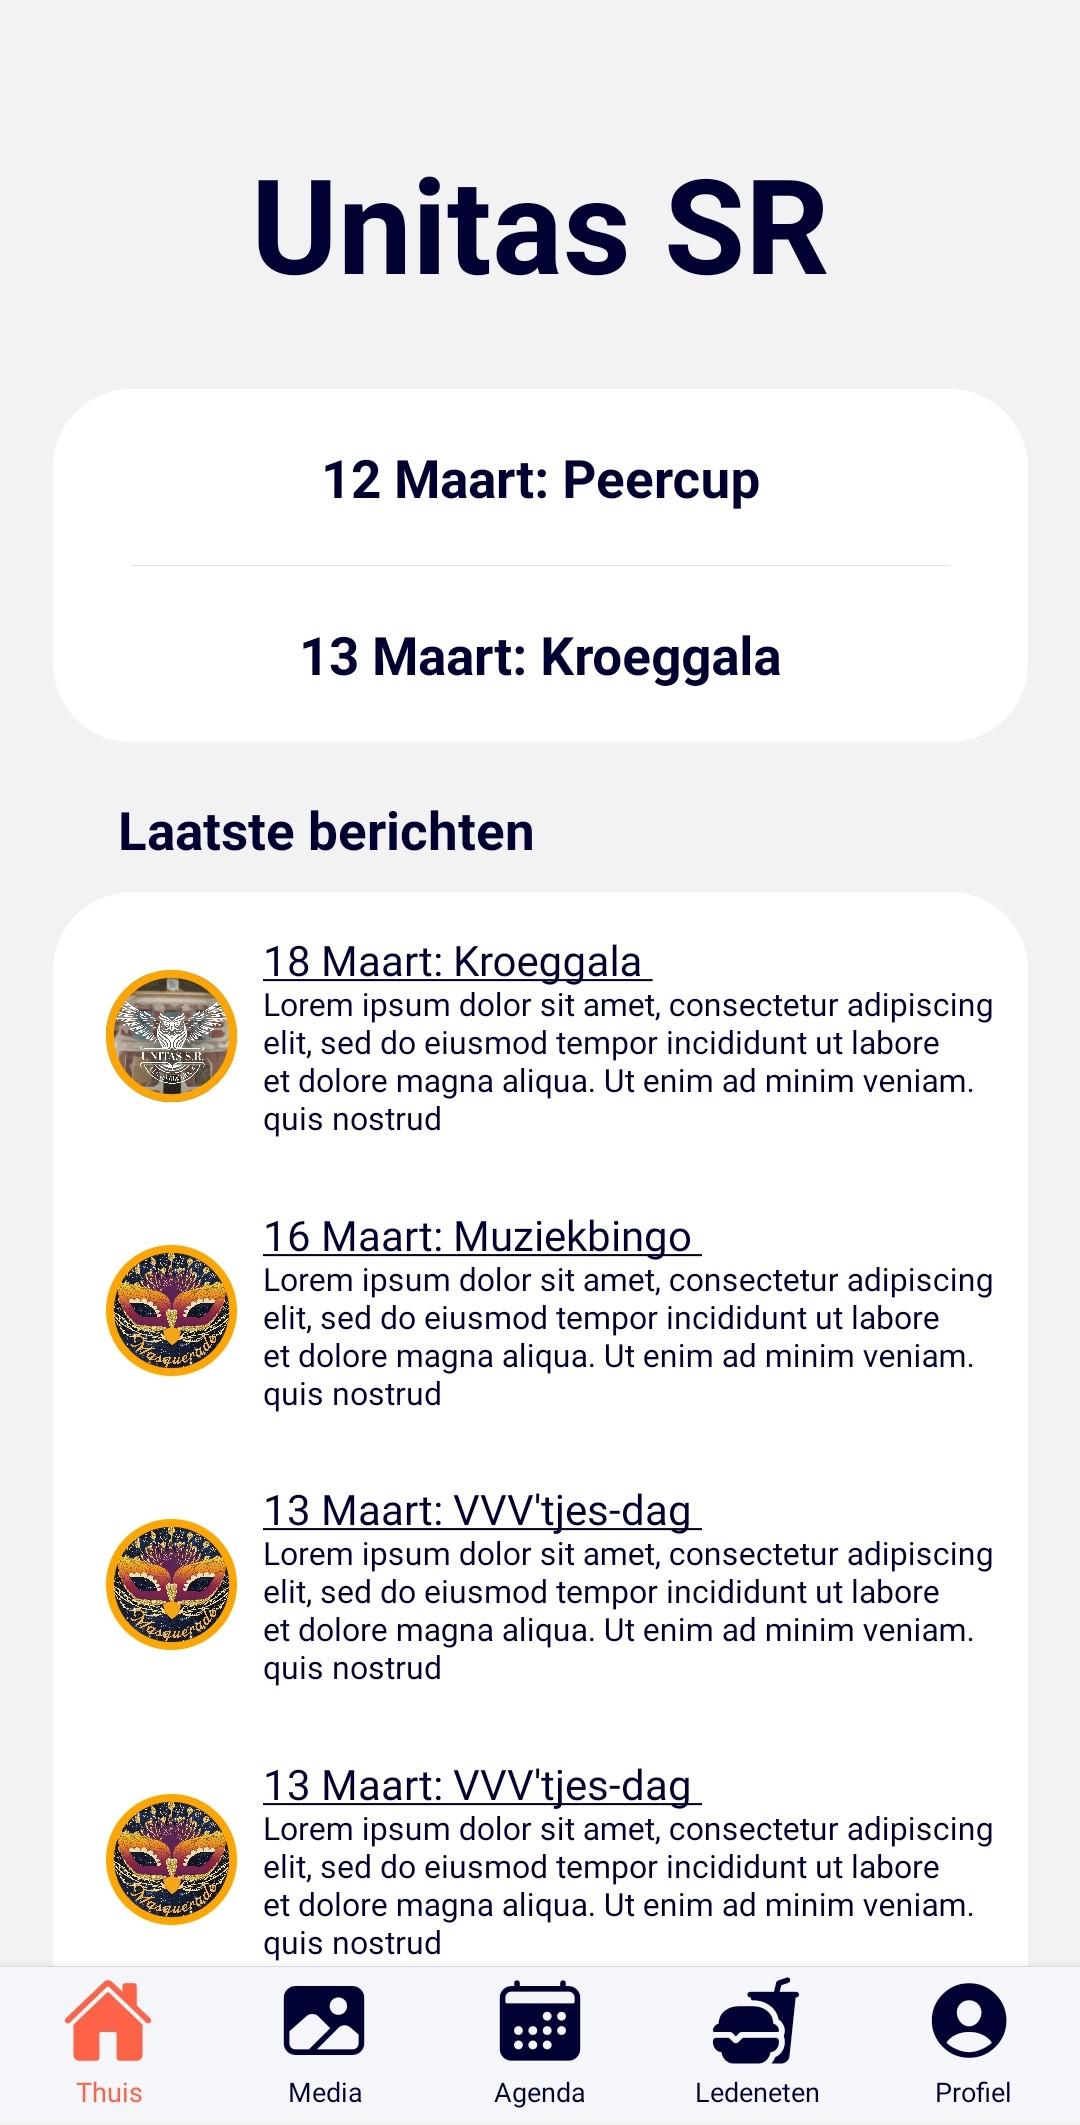 Unitas SR
12 Maart: Peercup
13 Maart: Kroeggala
Laatste berichten
18 Maart: Kroeggala
UNITAS S.R.
Lorem ipsum dolor sit amet, consectetur adipiscing
elit, sed do eiusmod tempor incididunt ut labore
et dolore magna aliqua. Ut enim ad minim veniam.
quis nostrud
16 Maart: Muziekbingo
Masquerade
Lorem ipsum dolor sit amet, consectetur adipiscing
elit, sed do eiusmod tempor incididunt ut labore
et dolore magna aliqua. Ut enim ad minim veniam.
quis nostrud
13 Maart: VVV'tjes-dag
Masquerade
Lorem ipsum dolor sit amet, consectetur adipiscing
elit, sed do eiusmod tempor incididunt ut labore
et dolore magna aliqua. Ut enim ad minim veniam.
quis nostrud
13 Maart: VVV'tjes-dag
Masquerade
Lorem ipsum dolor sit amet, consectetur adipiscing
elit, sed do eiusmod tempor incididunt ut labore
et dolore magna aliqua. Ut enim ad minim veniam.
quis nostrud
Thuis
Media
Agenda
Ledeneten
Profiel